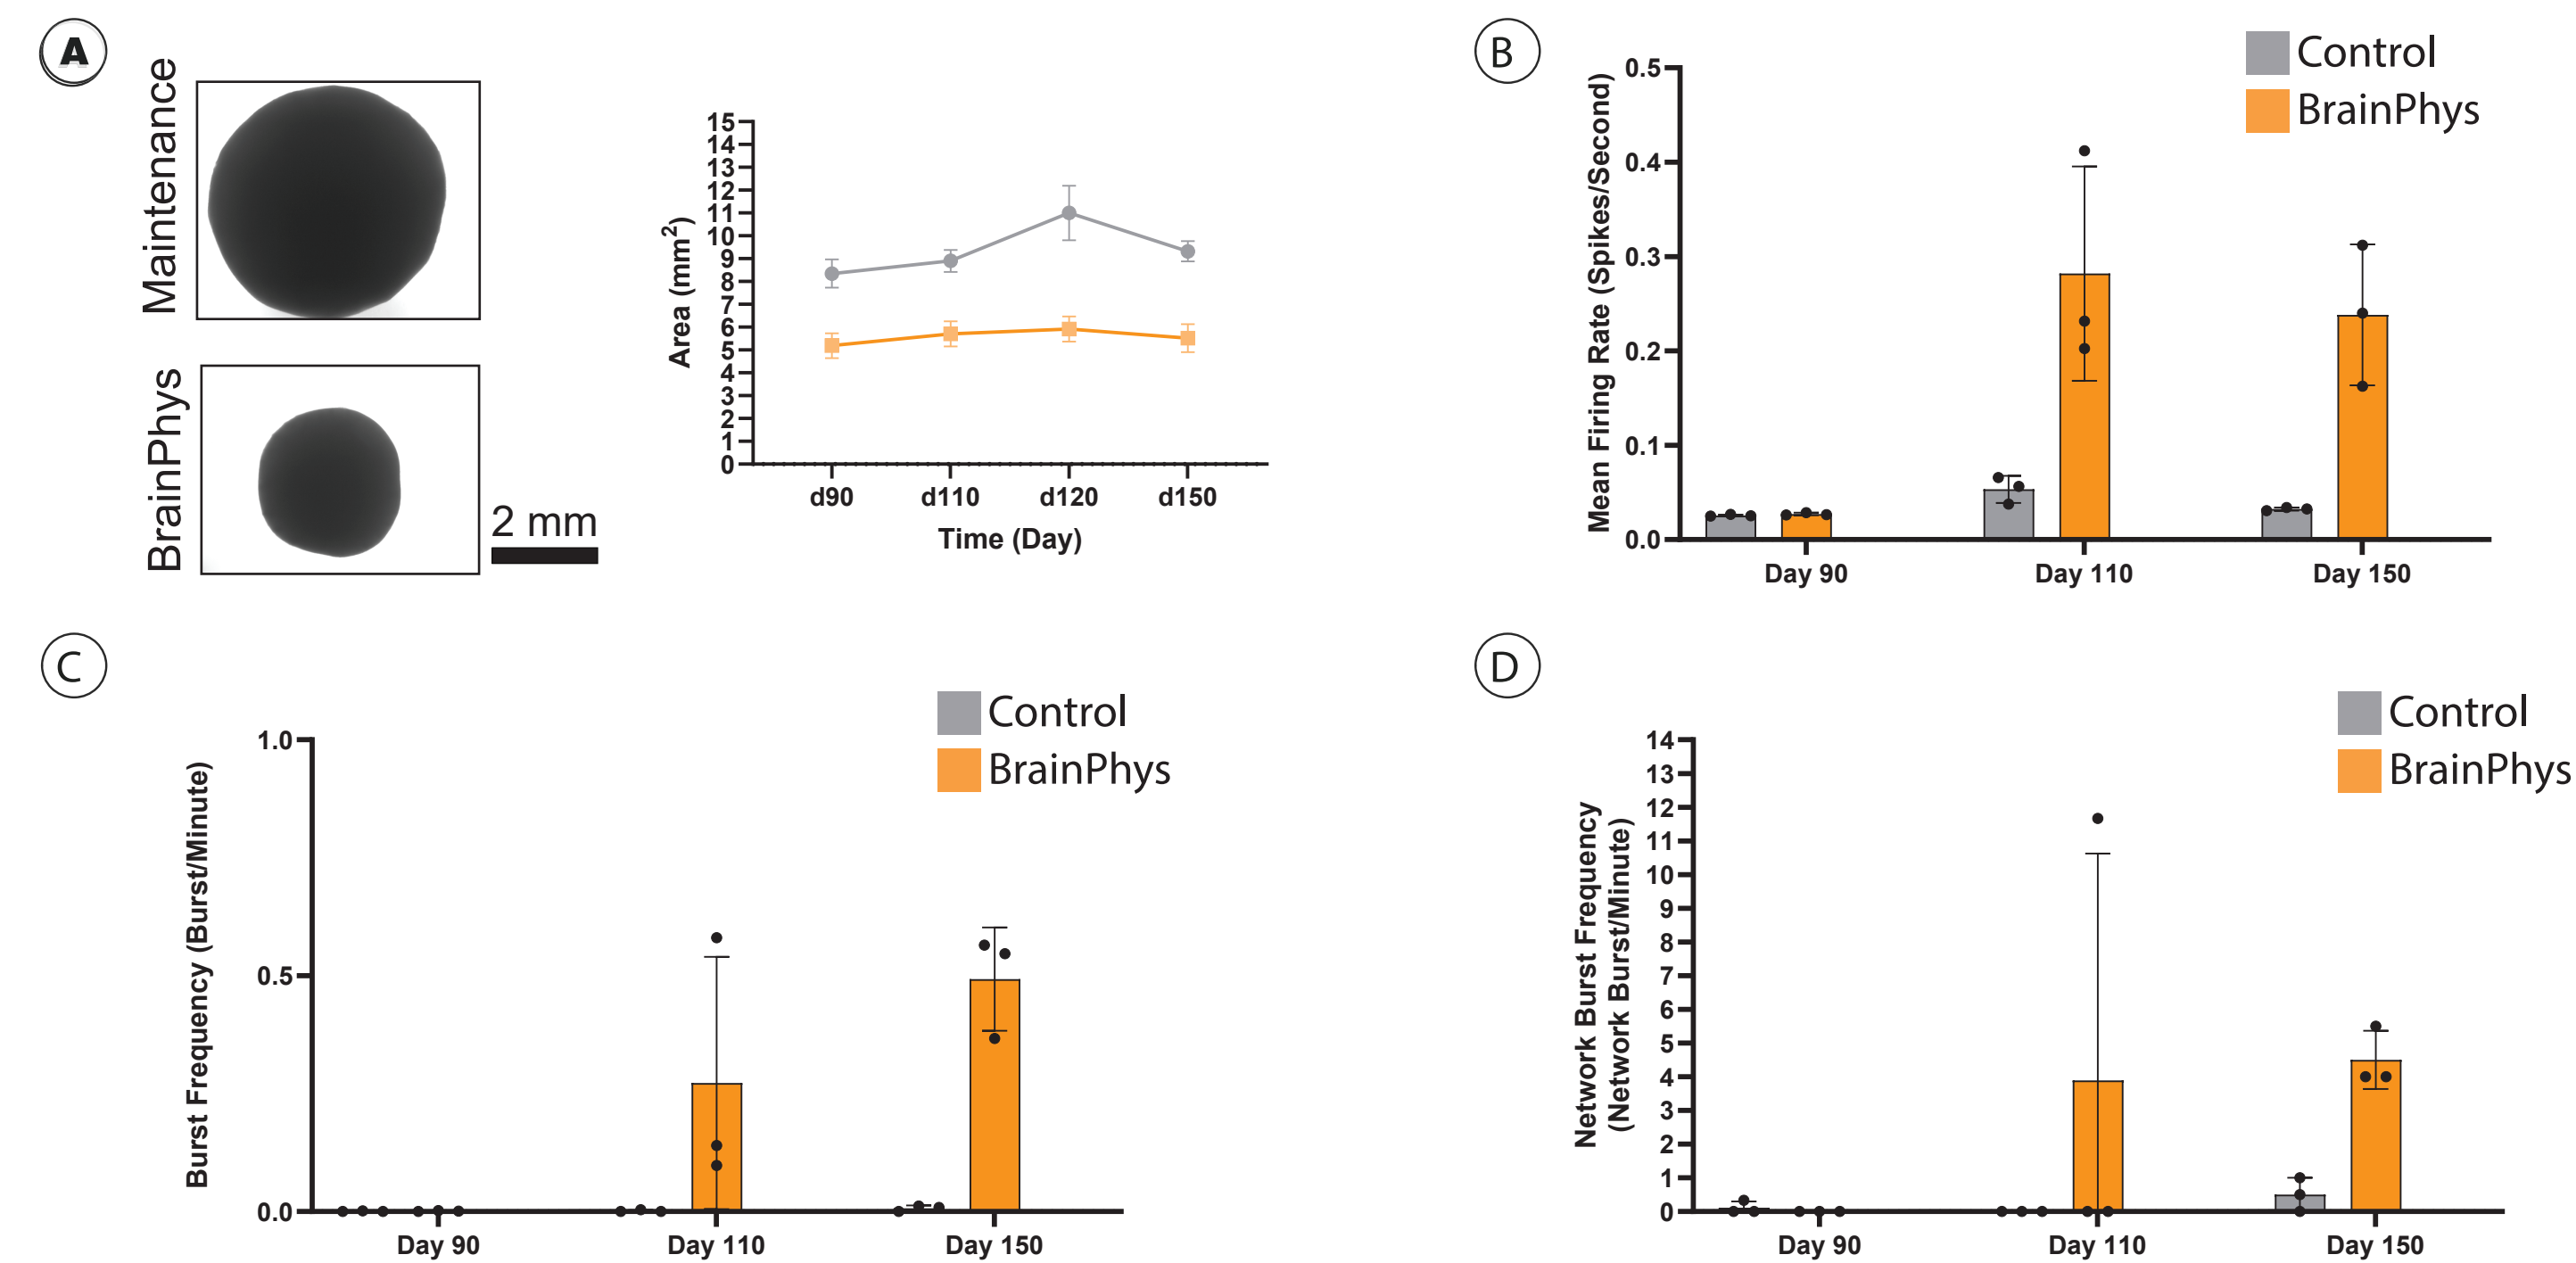 A
Maintenance
BrainPhys
2 mm
Area (mm²)
15
14
13
12
11
10
9
8
7
6
5
4
3
2
1
0
d90 d110 d120 d150
Time (Day)
B
Control
BrainPhys
Mean Firing Rate (Spikes/Second)
0.5
0.4
0.3
0.2
0.1
0.0
Day 90 Day 110 Day 150
C
Control
BrainPhys
Burst Frequency (Burst/Minute)
1.0
0.5
0.0
Day 90 Day 110 Day 150
D
Control
BrainPhys
Network Burst Frequency
(Network Burst/Minute)
14
13
12
11
10
9
8
7
6
5
4
3
2
1
0
Day 90 Day 110 Day 150